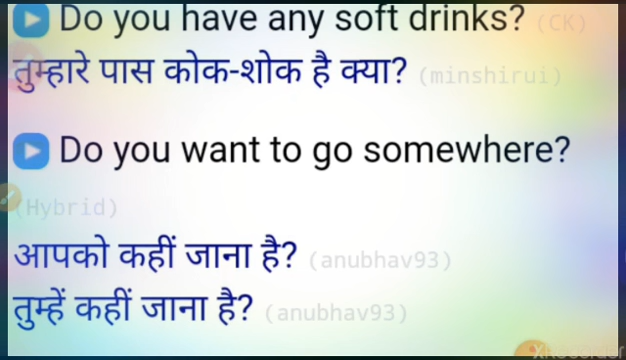 Do you have any soft drinks? (CK)
तुम्हारे पास कोक-शोक है क्या? (minshirui)
Do you want to go somewhere?
(Hybrid)
आपको कहीं जाना है? (anubhav93)
तुम्हें कहीं जाना है? (anubhav93)
XRecorder